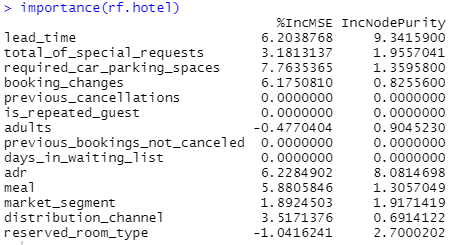 > importance(rf.hotel)
%IncMSE IncNodePurity
lead_time 6.2038768 9.3415900
total_of_special_requests 3.1813137 1.9557041
required_car_parking_spaces 7.7635365 1.3595800
booking_changes 6.1750810 0.8255600
previous_cancellations 0.0000000 0.0000000
is_repeated_guest 0.0000000 0.0000000
adults -0.4770404 0.9045230
previous_bookings_not_canceled 0.0000000 0.0000000
days_in_waiting_list 0.0000000 0.0000000
adr 6.2284902 8.0814698
meal 5.8805846 1.3057049
market_segment 1.8924503 1.9171419
distribution_channel 3.5171376 0.6914122
reserved_room_type -1.0416241 2.7000202